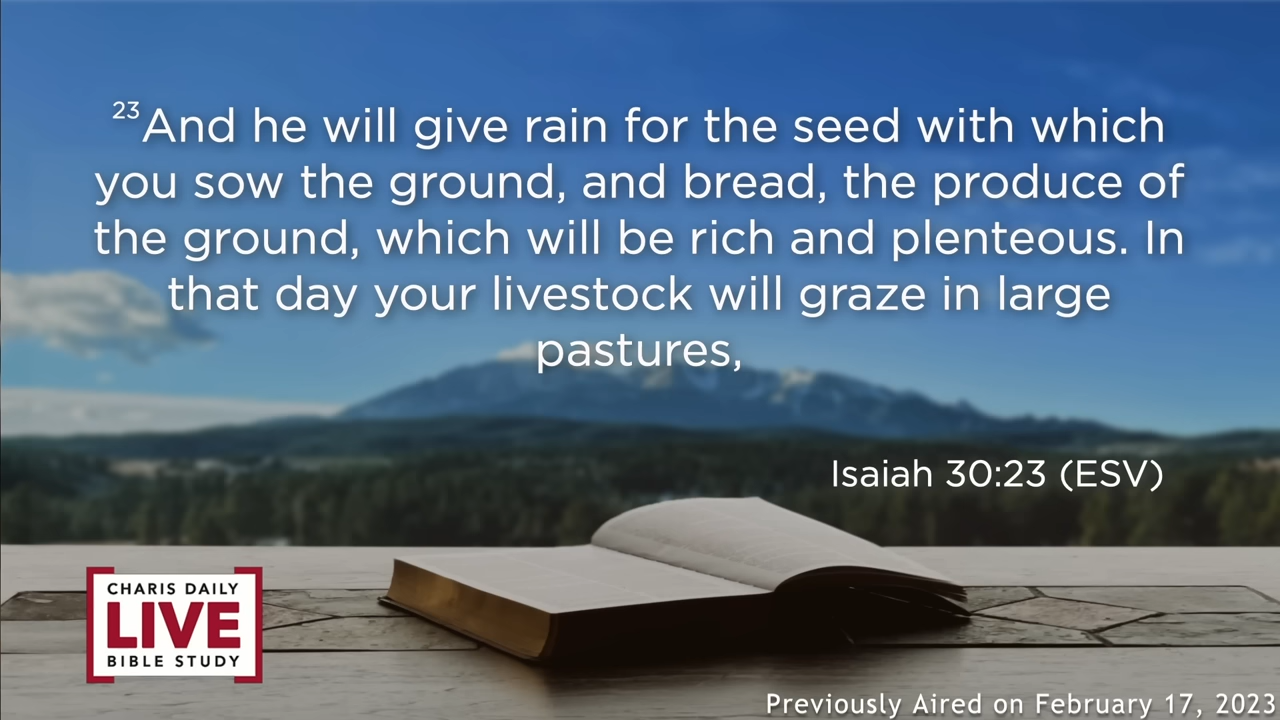 23And he will give rain for the seed with which
you sow the ground, and bread, the produce of
the ground, which will be rich and plenteous. In
that day your livestock will graze in large
pastures,
Isaiah 30:23 (ESV)
CHARIS DAILY
LIVE
BIBLE STUDY
Previously Aired on February 17, 2023